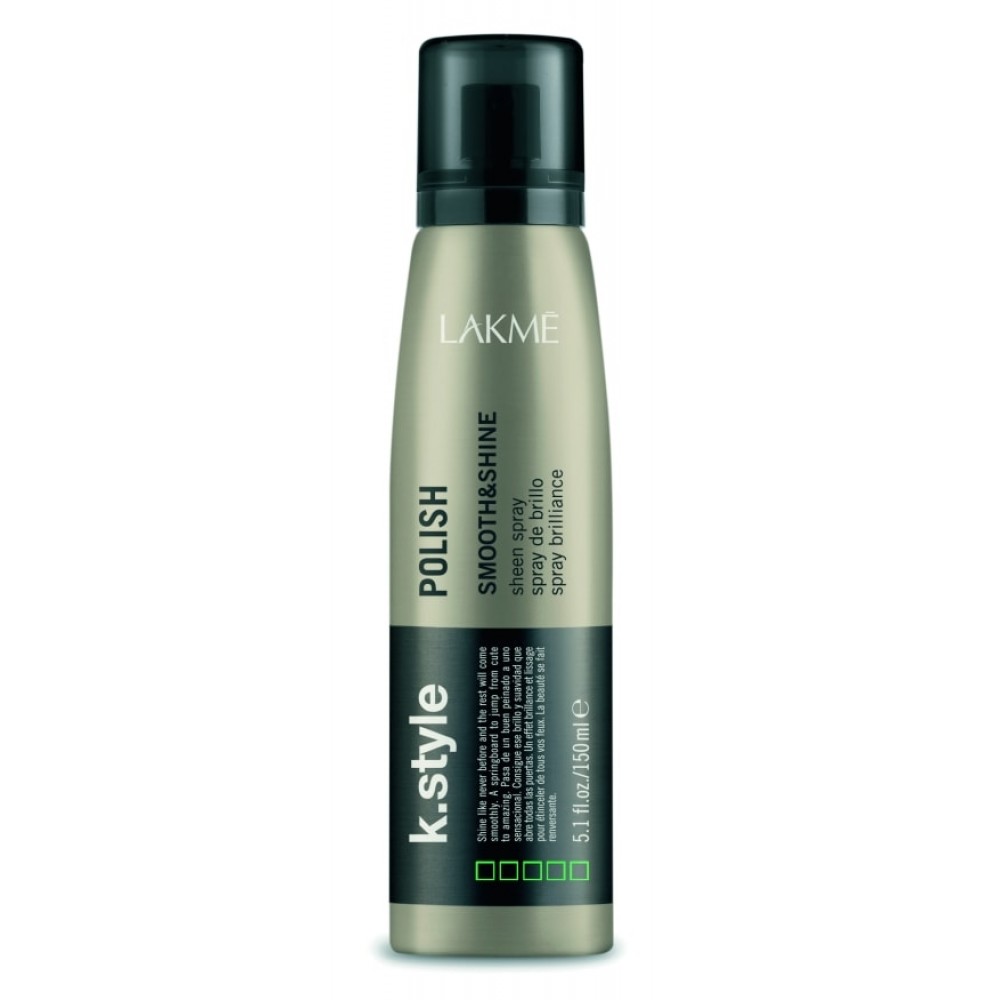 LAKMĒ
POLISH
SMOOTH&SHINE
sheen spray
spray de brillo
spray brilliance
k.style
Shine like never before and the rest will come
smoothly. A springboard to jump from cute
to amazing. Pasa de un buen peinado a uno
sensacional. Consigue ese brillo y suavidad que
abre todas las puertas. Un effet brillance et lissage
pour étinceler de tous vos feux. La beauté se fait
renversante.
5.1 fl.oz./150ml ℮